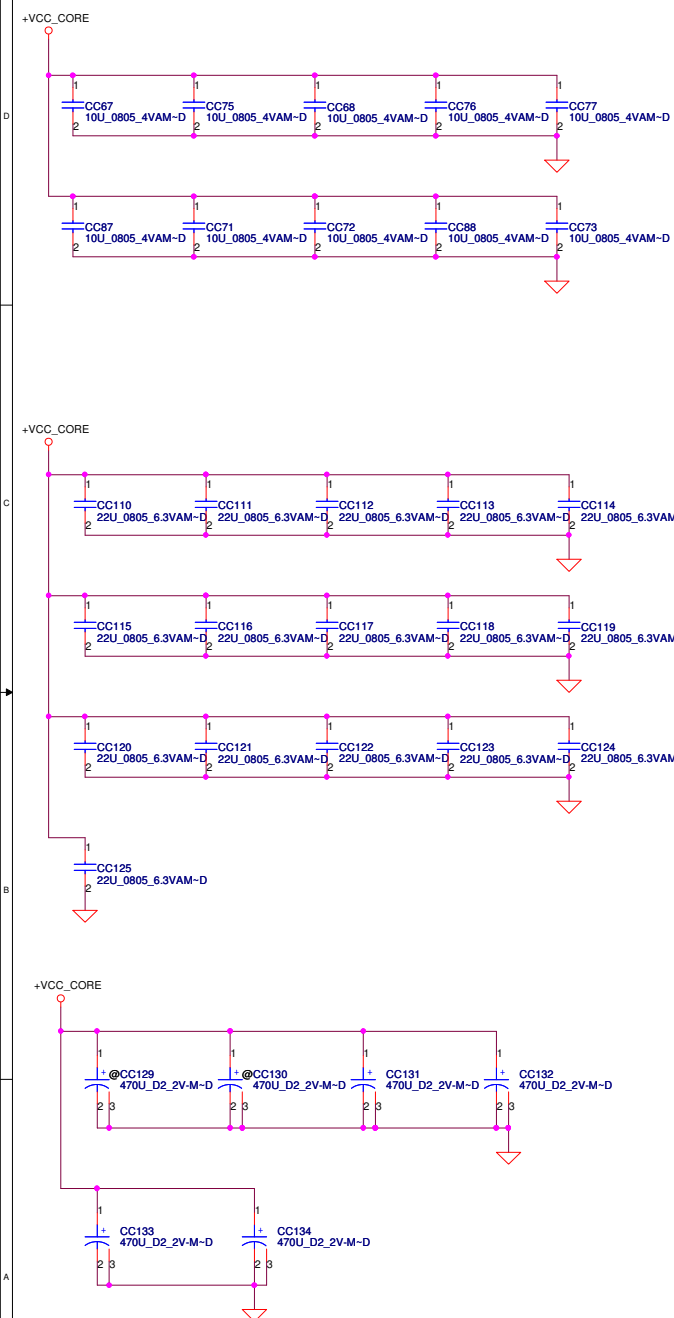 +VCC_CORE
1 1 1 1 1
CC67 CC75 CC68 CC76 CC77
D
10U_0805_4VAM~D 10U_0805_4VAM~D 10U_0805_4VAM~D 10U_0805_4VAM~D 10U_0805_4VAM~D
2 2 2 2 2
1 1 1 1 1
CC87 CC71 CC72 CC88 CC73
10U_0805_4VAM~D 10U_0805_4VAM~D 10U_0805_4VAM~D 10U_0805_4VAM~D 10U_0805_4VAM~D
2 2 2 2 2
+VCC_CORE
1 1 1 1 1
C CC110 CC111 CC112 CC113 CC114
22U_0805_6.3VAM~D 22U_0805_6.3VAM~D 22U_0805_6.3VAM~D 22U_0805_6.3VAM~D 22U_0805_6.3VAM
2 2 2 2 2
1 1 1 1 1
CC115 CC116 CC117 CC118 CC119
22U_0805_6.3VAM~D 22U_0805_6.3VAM~D 22U_0805_6.3VAM~D 22U_0805_6.3VAM~D 22U_0805_6.3VAM
2 2 2 2 2
1 1 1 1 1
CC120 CC121 CC122 CC123 CC124
22U_0805_6.3VAM~D 22U_0805_6.3VAM~D 22U_0805_6.3VAM~D 22U_0805_6.3VAM~D 22U_0805_6.3VAM
2 2 2 2 2
1
CC125
22U_0805_6.3VAM~D
B 2
+VCC_CORE
1 1 1 1
+ @CC129 + @CC130 + CC131 + CC132
470U_D2_2V-M~D 470U_D2_2V-M~D 470U_D2_2V-M~D 470U_D2_2V-M~D
2 3 2 3 2 3 2 3
1 1
+ CC133 + CC134
470U_D2_2V-M~D 470U_D2_2V-M~D
2 3 2 3
A